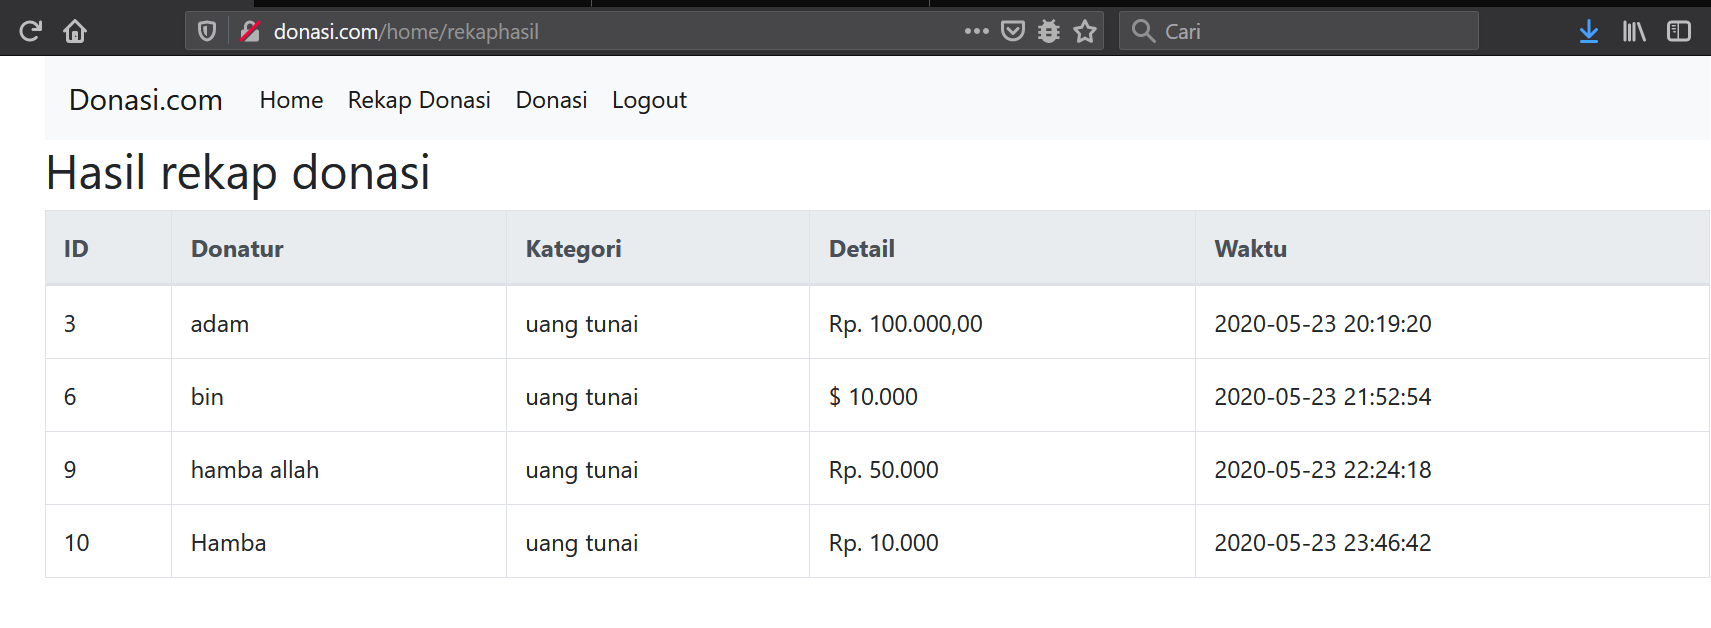 donasi.com/home/rekaphasil Cari
Donasi.com Home Rekap Donasi Donasi Logout
Hasil rekap donasi
ID Donatur Kategori Detail Waktu
3 adam uang tunai Rp. 100.000,00 2020-05-23 20:19:20
6 bin uang tunai $ 10.000 2020-05-23 21:52:54
9 hamba allah uang tunai Rp. 50.000 2020-05-23 22:24:18
10 Hamba uang tunai Rp. 10.000 2020-05-23 23:46:42